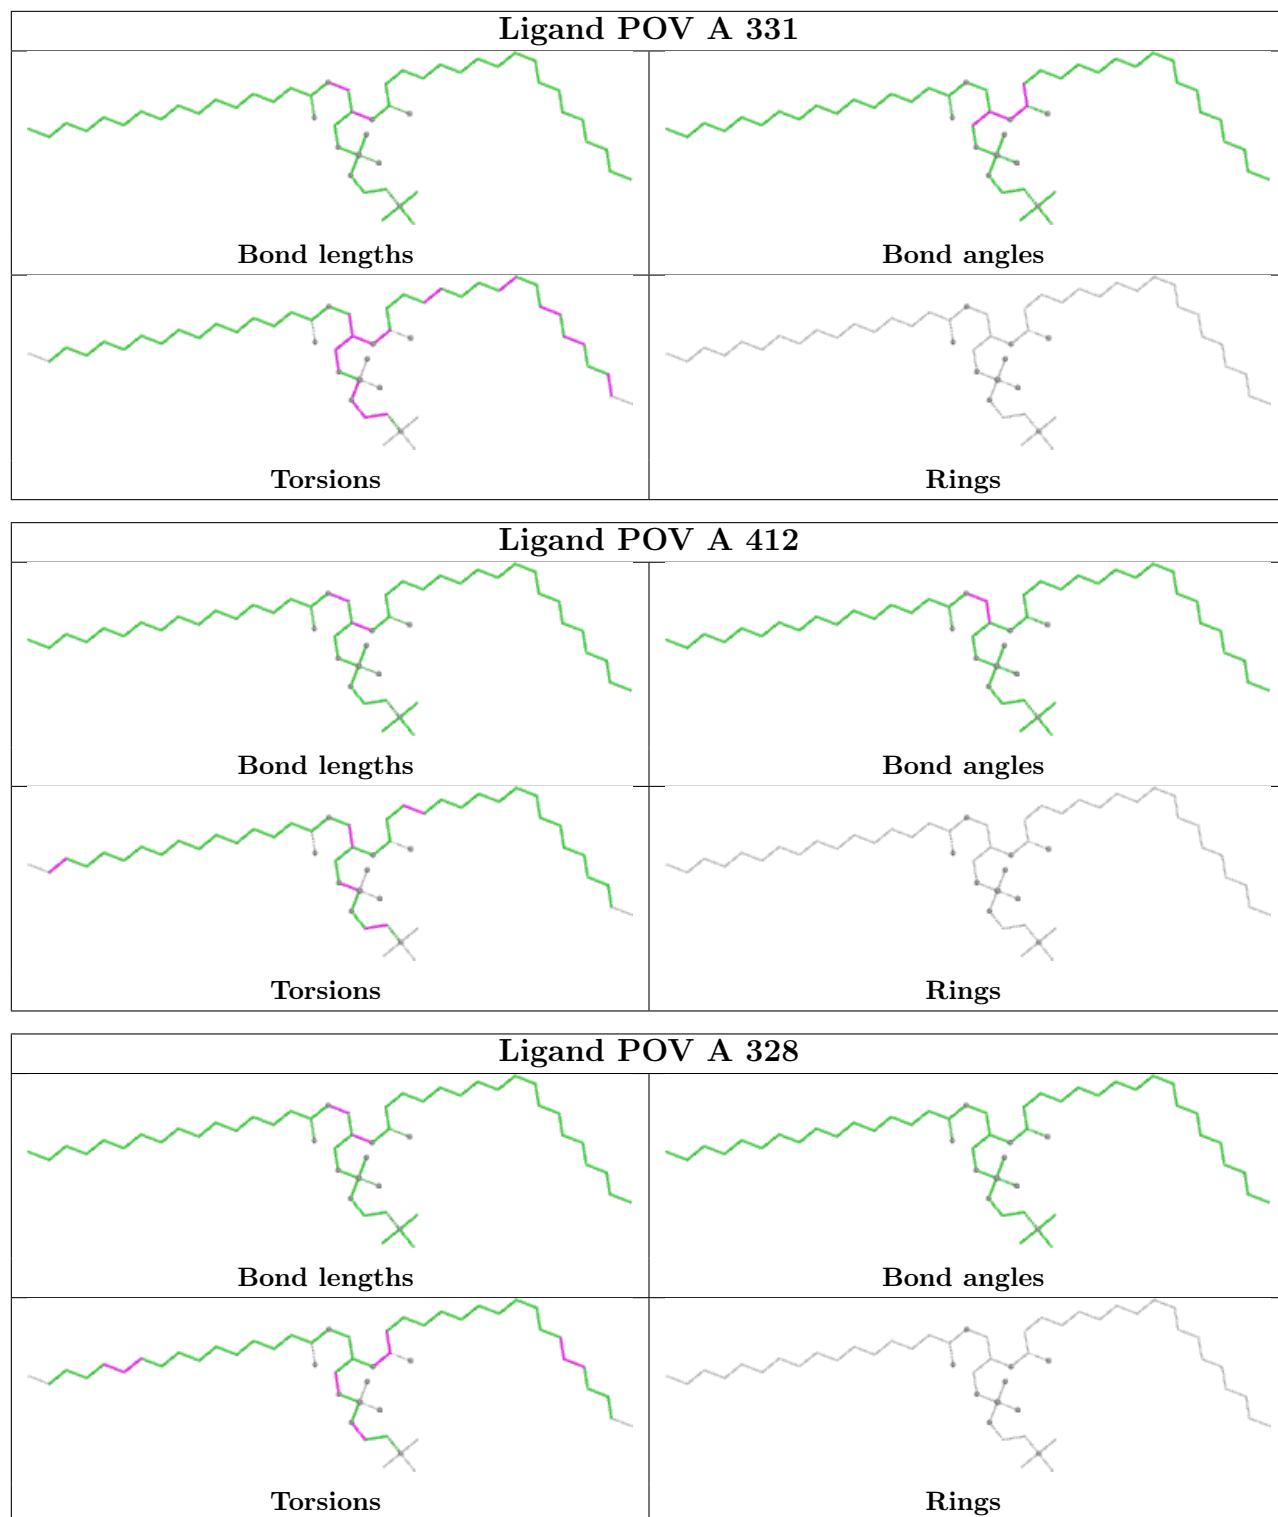 Ligand POV A 331
Bond lengths
Bond angles
Torsions
Rings
Ligand POV A 412
Bond lengths
Bond angles
Torsions
Rings
Ligand POV A 328
Bond lengths
Bond angles
Torsions
Rings